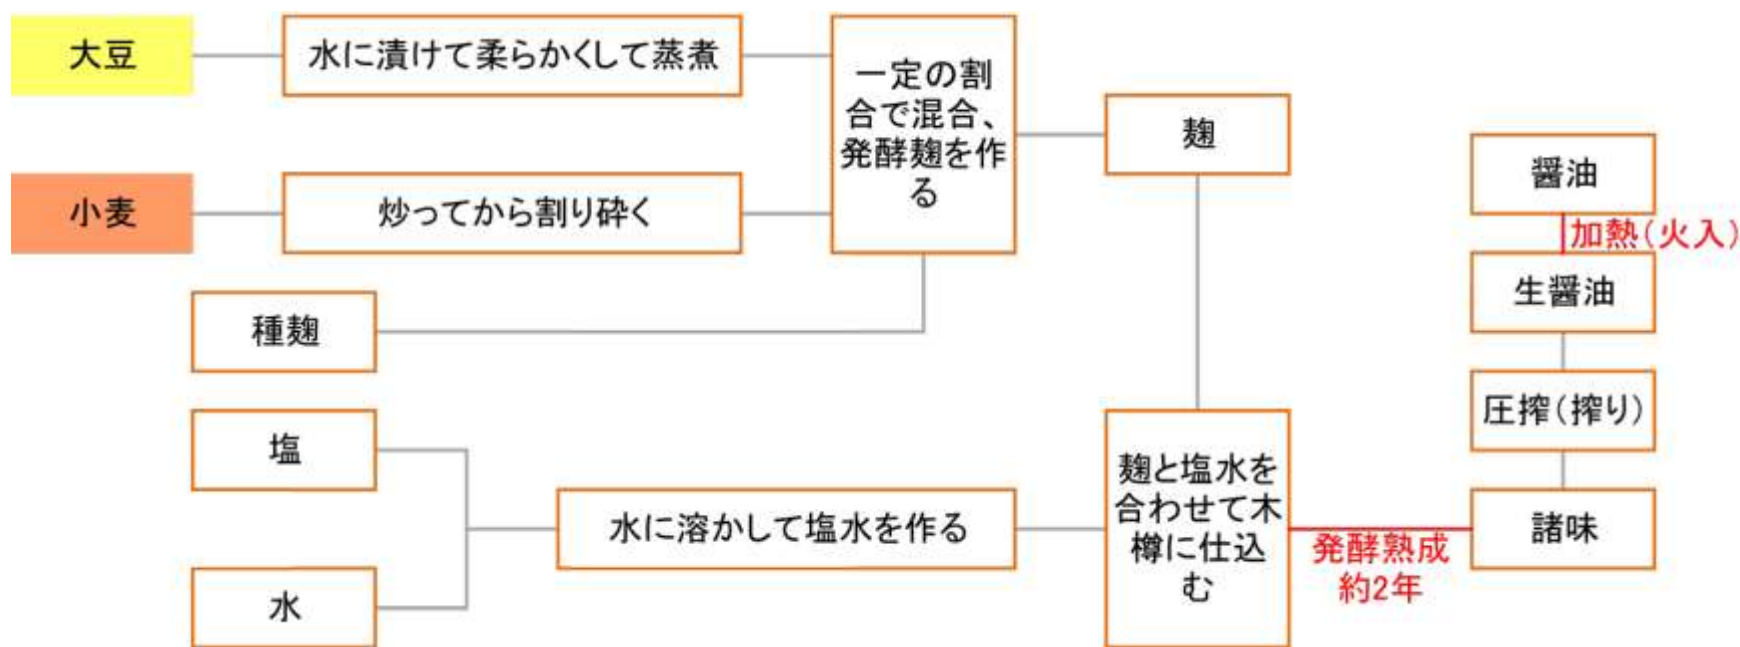 大豆
水に漬けて柔らかくして蒸煮
一定の割
合で混合、
発酵麹を作
る
小麦
炒ってから割り砕く
種麹
麹
塩
水
水に溶かして塩水を作る
麹と塩水を
合わせて木
樽に仕込
む
発酵熟成
約2年
諸味
圧搾(搾り)
生醤油
加熱(火入)
醤油